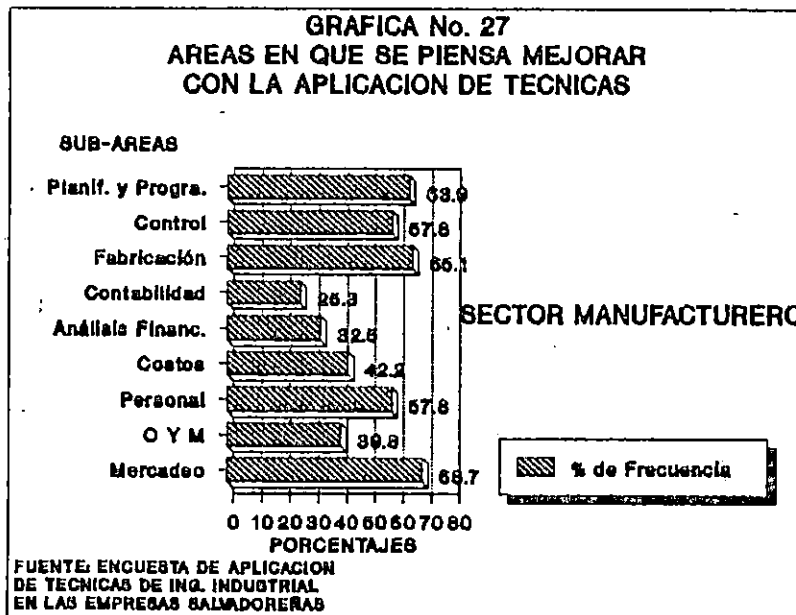 GRAFICA No. 27
AREAS EN QUE SE PIENSA MEJORAR
CON LA APLICACION DE TECNICAS
SUB-AREAS
Planif. y Progra. 63.9
Control 57.8
Fabricación 65.1
Contabilidad 25.3
Análisis Financ. 32.5
Costos 42.2
Personal 57.8
O Y M 39.8
Mercadeo 68.7
SECTOR MANUFACTURERO
% de Frecuencia
0 10 20 30 40 50 60 70 80
PORCENTAJES
FUENTE: ENCUESTA DE APLICACION
DE TECNICAS DE ING. INDUSTRIAL
EN LAS EMPRESAS SALVADOREÑAS